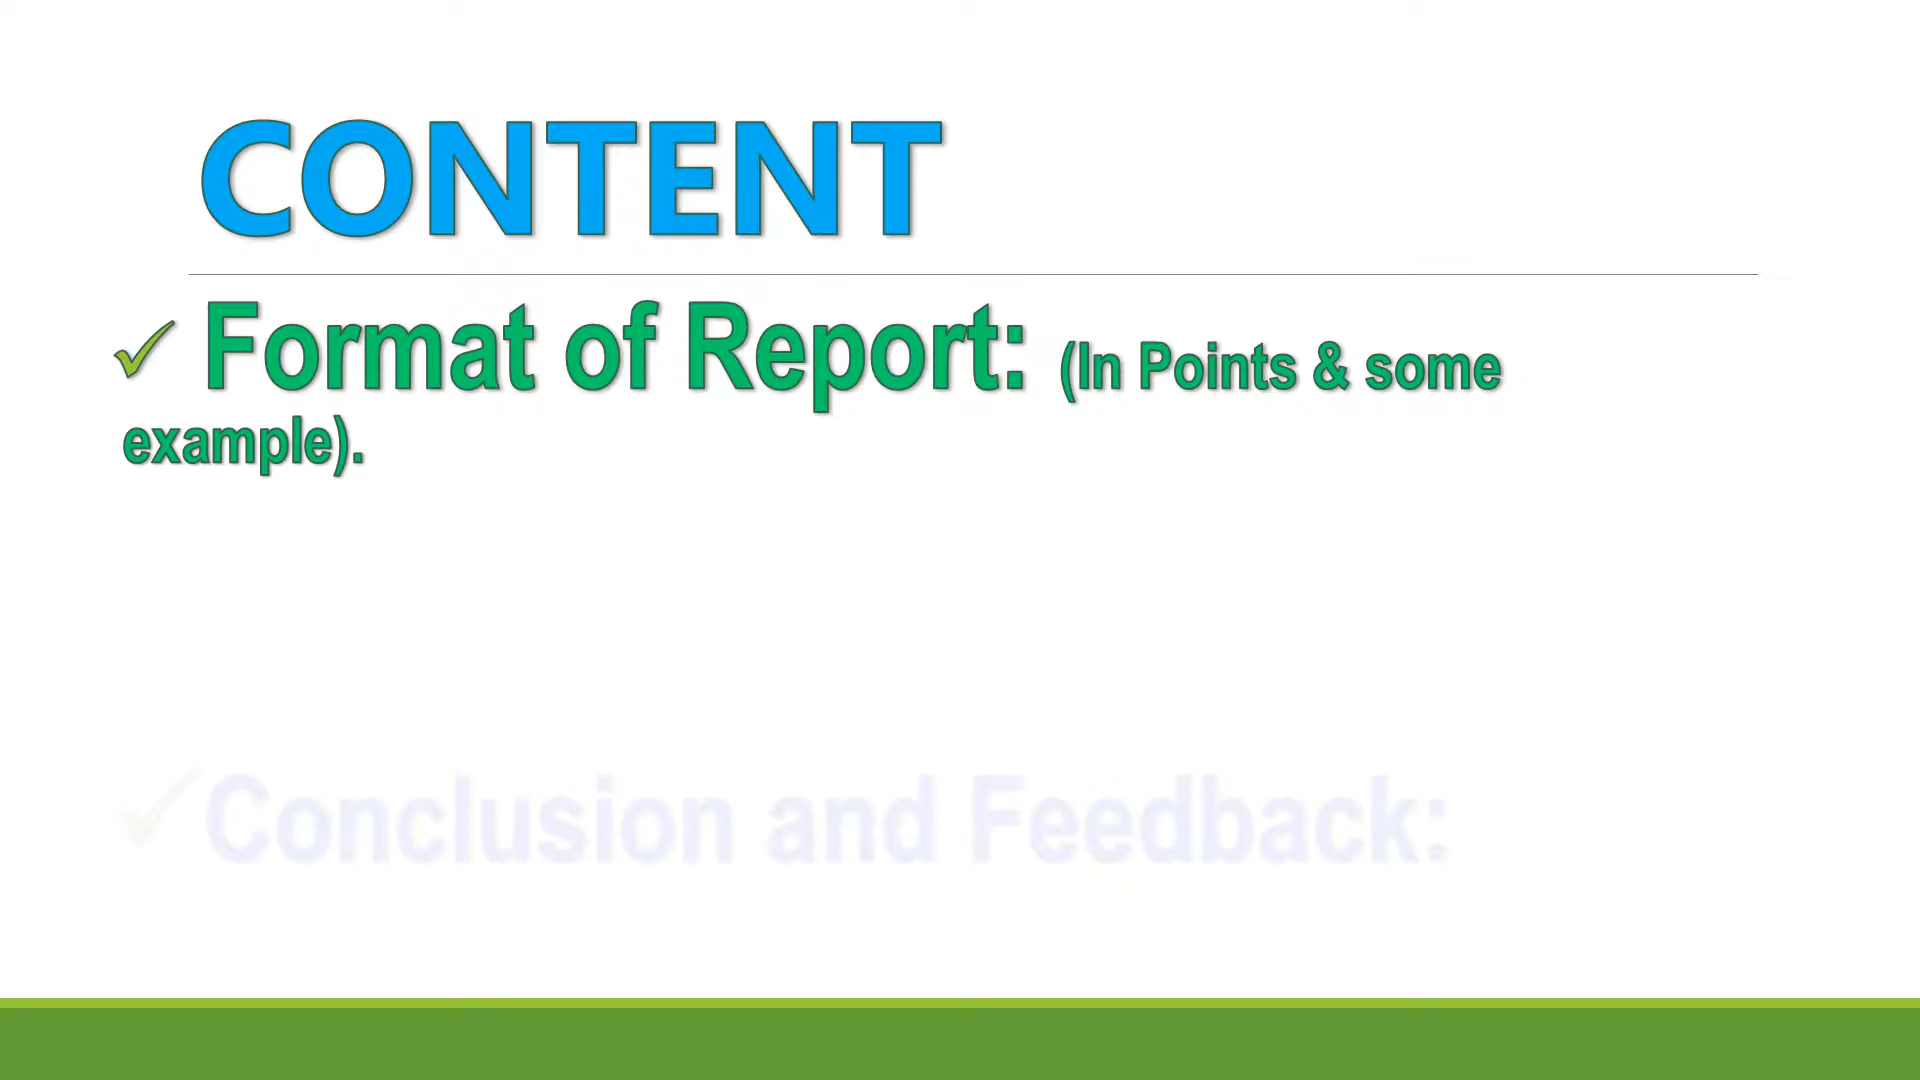 CONTENT
✓ Format of Report: (In Points & some
example).
✓Conclusion and Feedback: